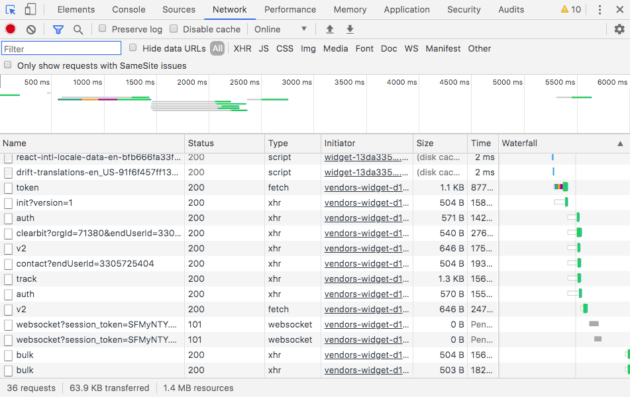 Elements Console Sources Network Performance Memory Application Security Audits 10
Preserve log Disable cache Online
Filter Hide data URLs All XHR JS CSS Img Media Font Doc WS Manifest Other
Only show requests with SameSite issues
500 ms 1000 ms 1500 ms 2000 ms 2500 ms 3000 ms 3500 ms 4000 ms 4500 ms 5000 ms 5500 ms 6000 ms
Name Status Type Initiator Size Time Waterfall
react-intl-locale-data-en-bfb666fa33f... 200 script widget-13da335.... (disk cac... 2 ms
drift-translations-en_US-91f6f457ff13... 200 script widget-13da335.... (disk cac... 2 ms
token 200 fetch vendors-widget-d1... 1.1 KB 877...
init?version=1 200 xhr vendors-widget-d1... 504 B 158...
auth 200 xhr vendors-widget-d1... 571 B 142...
clearbit?orgId=71380&endUserId=330... 200 xhr vendors-widget-d1... 540 B 276...
v2 200 xhr vendors-widget-d1... 646 B 175...
contact?endUserId=3305725404 200 xhr vendors-widget-d1... 504 B 193...
track 200 xhr vendors-widget-d1... 1.3 KB 156...
auth 200 xhr vendors-widget-d1... 570 B 155...
v2 200 fetch vendors-widget-d1... 646 B 247...
websocket?session_token=SFMyNTY.... 101 websocket vendors-widget-d1... 0 B Pen...
websocket?session_token=SFMyNTY.... 101 websocket vendors-widget-d1... 0 B Pen...
bulk 200 xhr vendors-widget-d1... 504 B 156...
bulk 200 xhr vendors-widget-d1... 503 B 182...
36 requests 63.9 KB transferred 1.4 MB resources